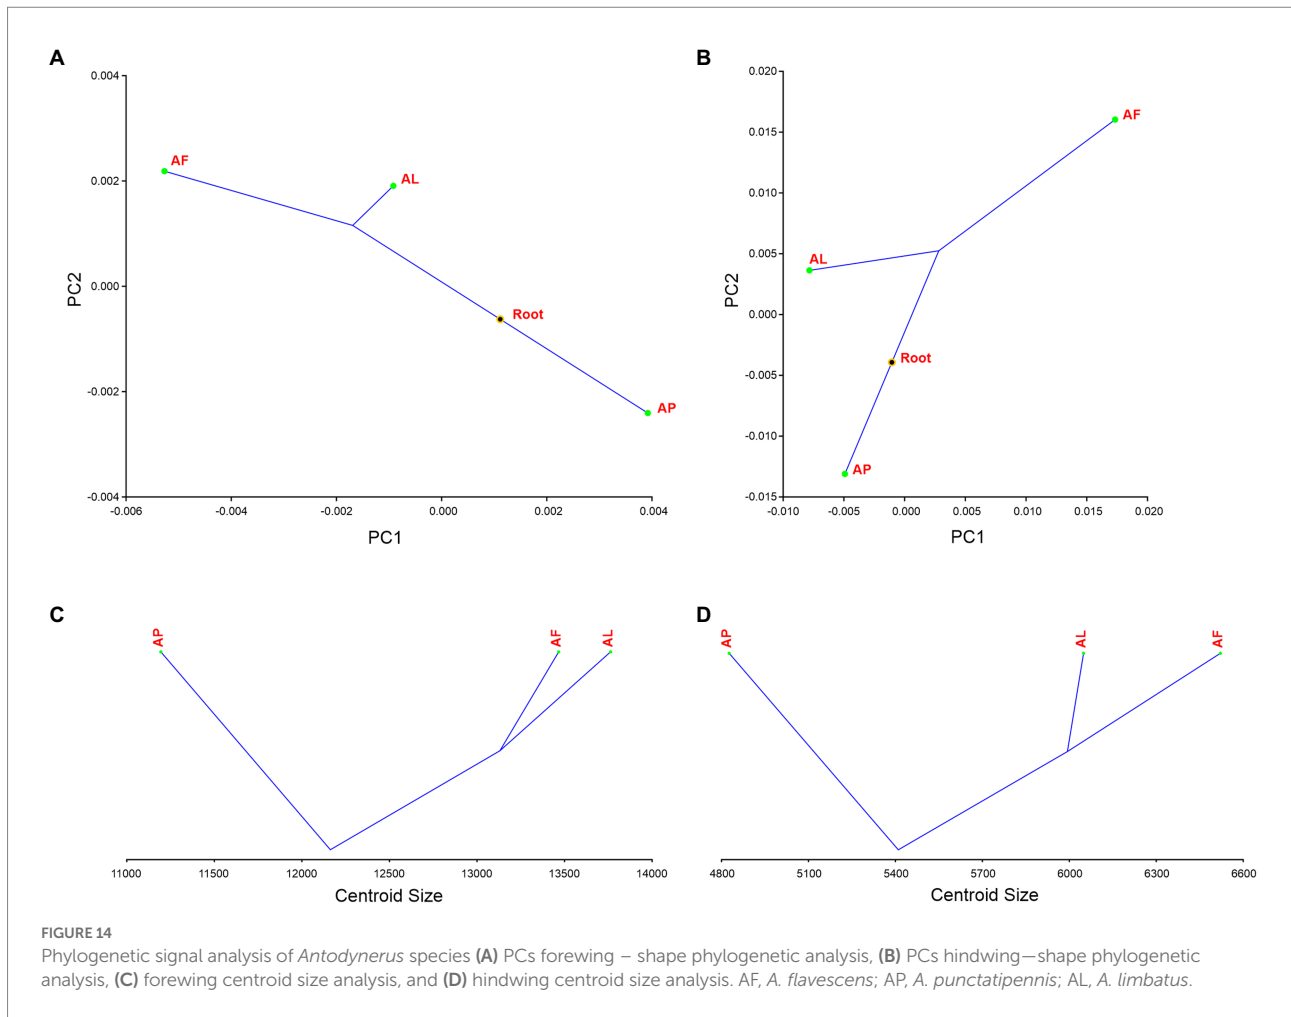 A
0.004
0.002
0.000
-0.002
-0.004
PC2
AF
AL
Root
AP
-0.006 -0.004 -0.002 0.000 0.002 0.004
PC1
B
0.020
0.015
0.010
0.005
0.000
-0.005
-0.010
-0.015
PC2
AF
AL
Root
AP
-0.010 -0.005 0.000 0.005 0.010 0.015 0.020
PC1
C
AP
AF
AL
11000 11500 12000 12500 13000 13500 14000
Centroid Size
D
AP
AL
AF
4800 5100 5400 5700 6000 6300 6600
Centroid Size
FIGURE 14
Phylogenetic signal analysis of Antodynerus species (A) PCs forewing – shape phylogenetic analysis, (B) PCs hindwing—shape phylogenetic
analysis, (C) forewing centroid size analysis, and (D) hindwing centroid size analysis. AF, A. flavescens; AP, A. punctatipennis; AL, A. limbatus.